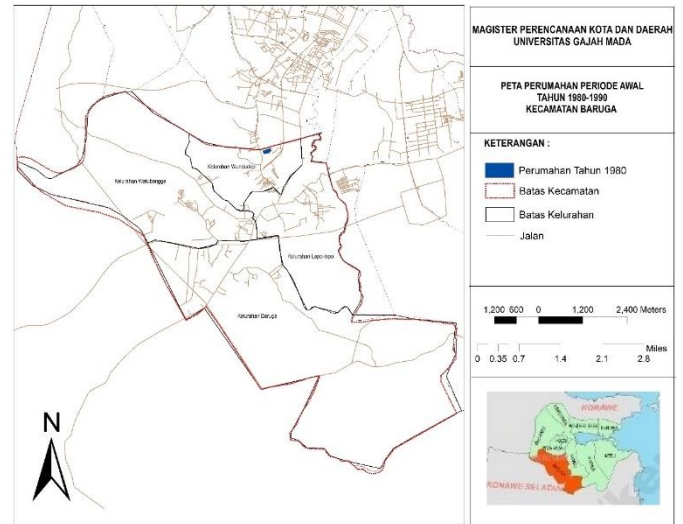 MAGISTER PERENCANAAN KOTA DAN DAERAH
UNIVERSITAS GAJAH MADA
PETA PERUMAHAN PERIODE AWAL
TAHUN 1980-1990
KECAMATAN BARUGA
KETERANGAN :
Perumahan Tahun 1980
Batas Kecamatan
Batas Kelurahan
Jalan
1,200 600 0 1,200 2,400 Meters
Miles
0 0.35 0.7 1.4 2.1 2.8
KONAWE
KONAWE SELATAN
Kelurahan Watubangga
Kelurahan Lepo-lepo
Kelurahan Baruga
N